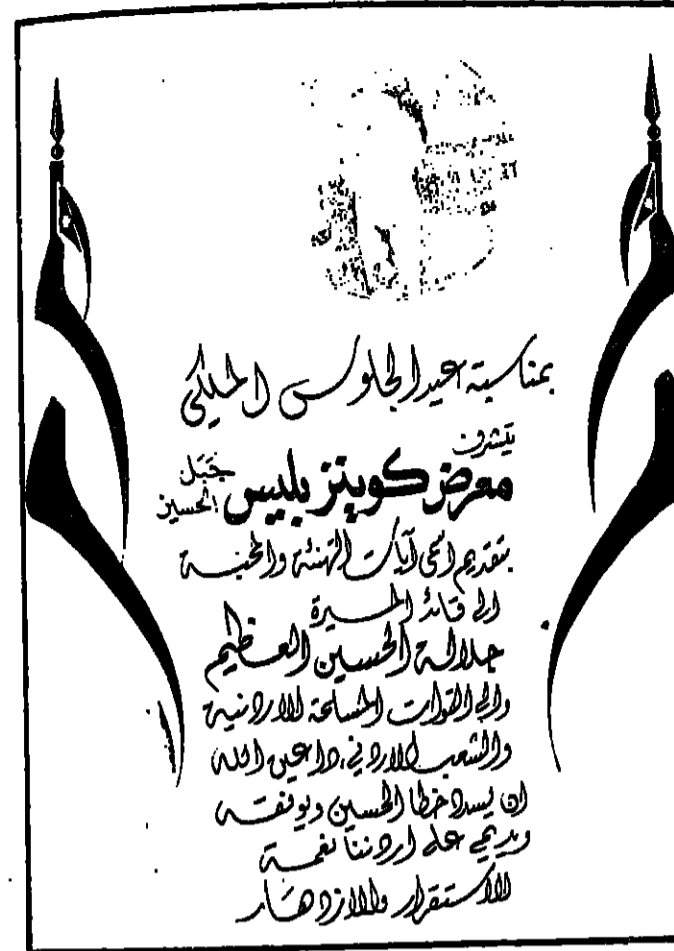 بمناسبة عيد الجلوس الملكي
يتشرف
معرض كوينز بليس جبل الحسين
بتقديم اسمى آيات التهنئة والمحبة
الى قائد المسيرة
جلالة الحسين العظيم
والى القوات المسلحة الاردنية
والشعب الاردني، داعين الله
ان يسدد خطا الحسين ويوفقه
ويديم على اردننا نعمة
الاستقرار والازدهار